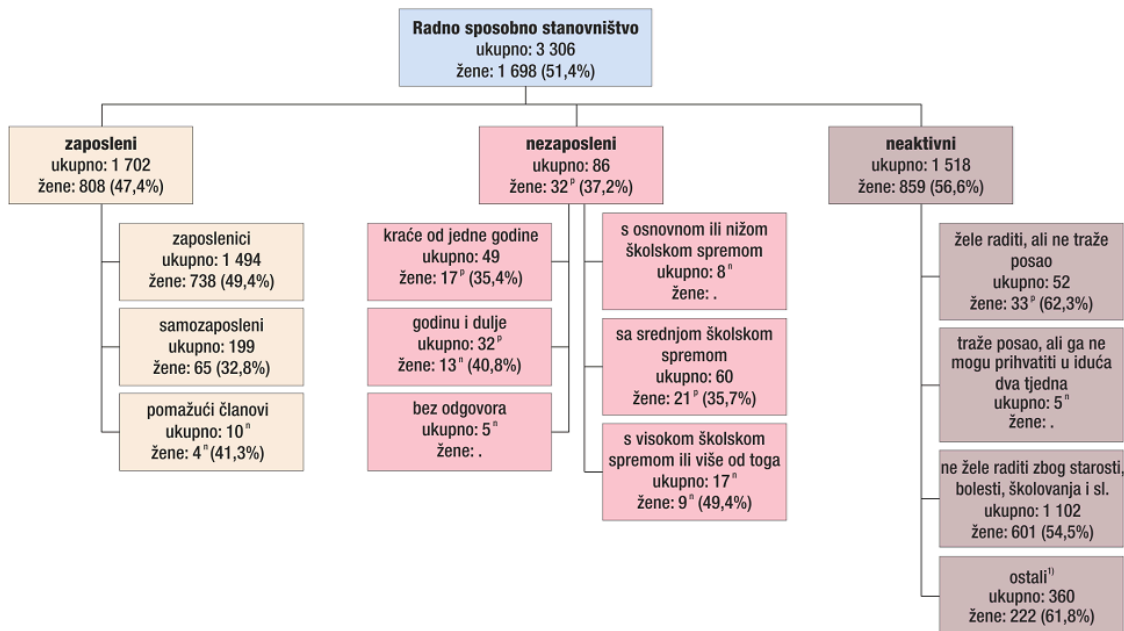 Radno sposobno stanovništvo
ukupno: 3 306
žene: 1 698 (51,4%)
zaposleni
ukupno: 1 702
žene: 808 (47,4%)
zaposlenici
ukupno: 1 494
žene: 738 (49,4%)
samozaposleni
ukupno: 199
žene: 65 (32,8%)
pomažući članovi
ukupno: 10 n
žene: 4 n (41,3%)
nezaposleni
ukupno: 86
žene: 32 p (37,2%)
kraće od jedne godine
ukupno: 49
žene: 17 p (35,4%)
godinu i dulje
ukupno: 32 p
žene: 13 n (40,8%)
bez odgovora
ukupno: 5 n
žene: .
s osnovnom ili nižom
školskom spremom
ukupno: 8 n
žene: .
sa srednjom školskom
spremom
ukupno: 60
žene: 21 p (35,7%)
s visokom školskom
spremom ili više od toga
ukupno: 17 n
žene: 9 n (49,4%)
neaktivni
ukupno: 1 518
žene: 859 (56,6%)
žele raditi, ali ne traže
posao
ukupno: 52
žene: 33 p (62,3%)
traže posao, ali ga ne
mogu prihvatiti u iduća
dva tjedna
ukupno: 5 n
žene: .
ne žele raditi zbog starosti,
bolesti, školovanja i sl.
ukupno: 1 102
žene: 601 (54,5%)
ostali 1)
ukupno: 360
žene: 222 (61,8%)